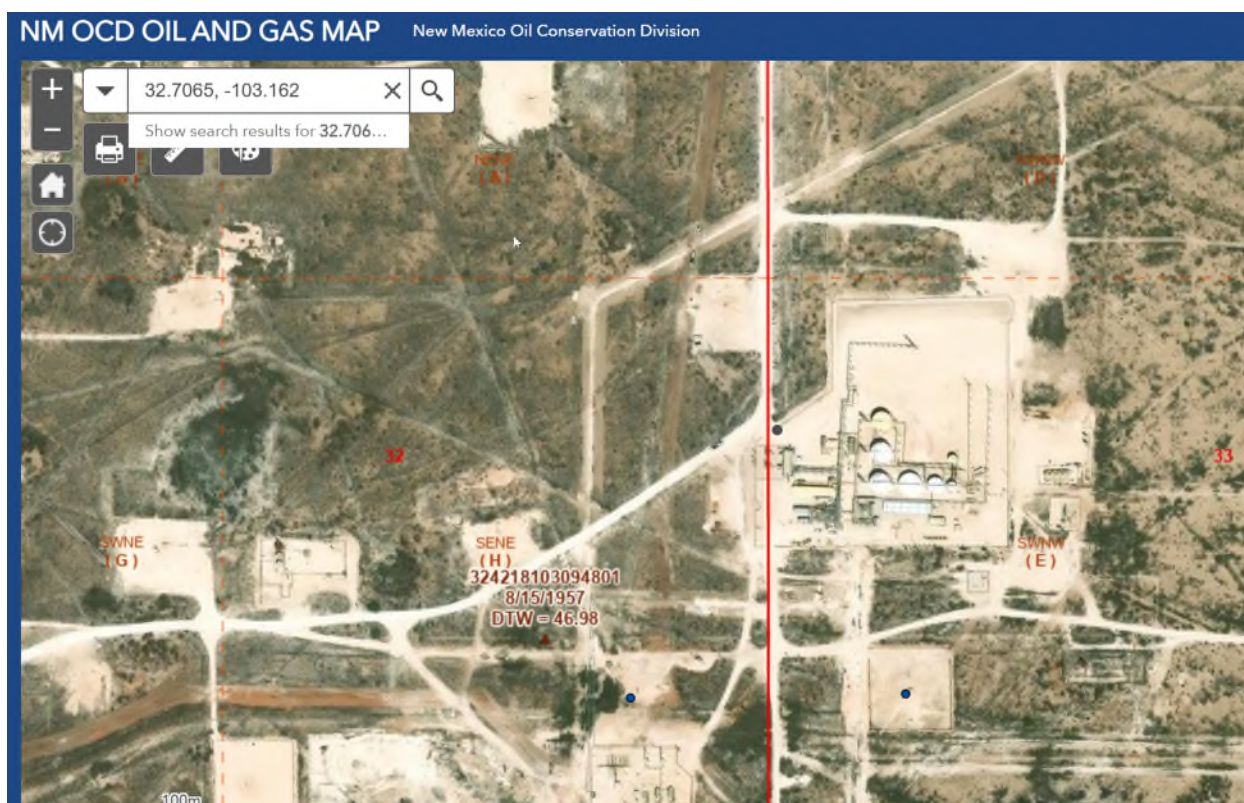 NM OCD OIL AND GAS MAP
New Mexico Oil Conservation Division
32.7065, -103.162
Show search results for 32.706...
(A)
(D)
32
33
SWNE
(G)
SENE
(H)
SWNW
(E)
324218103094801
8/15/1957
DTW = 46.98
100m